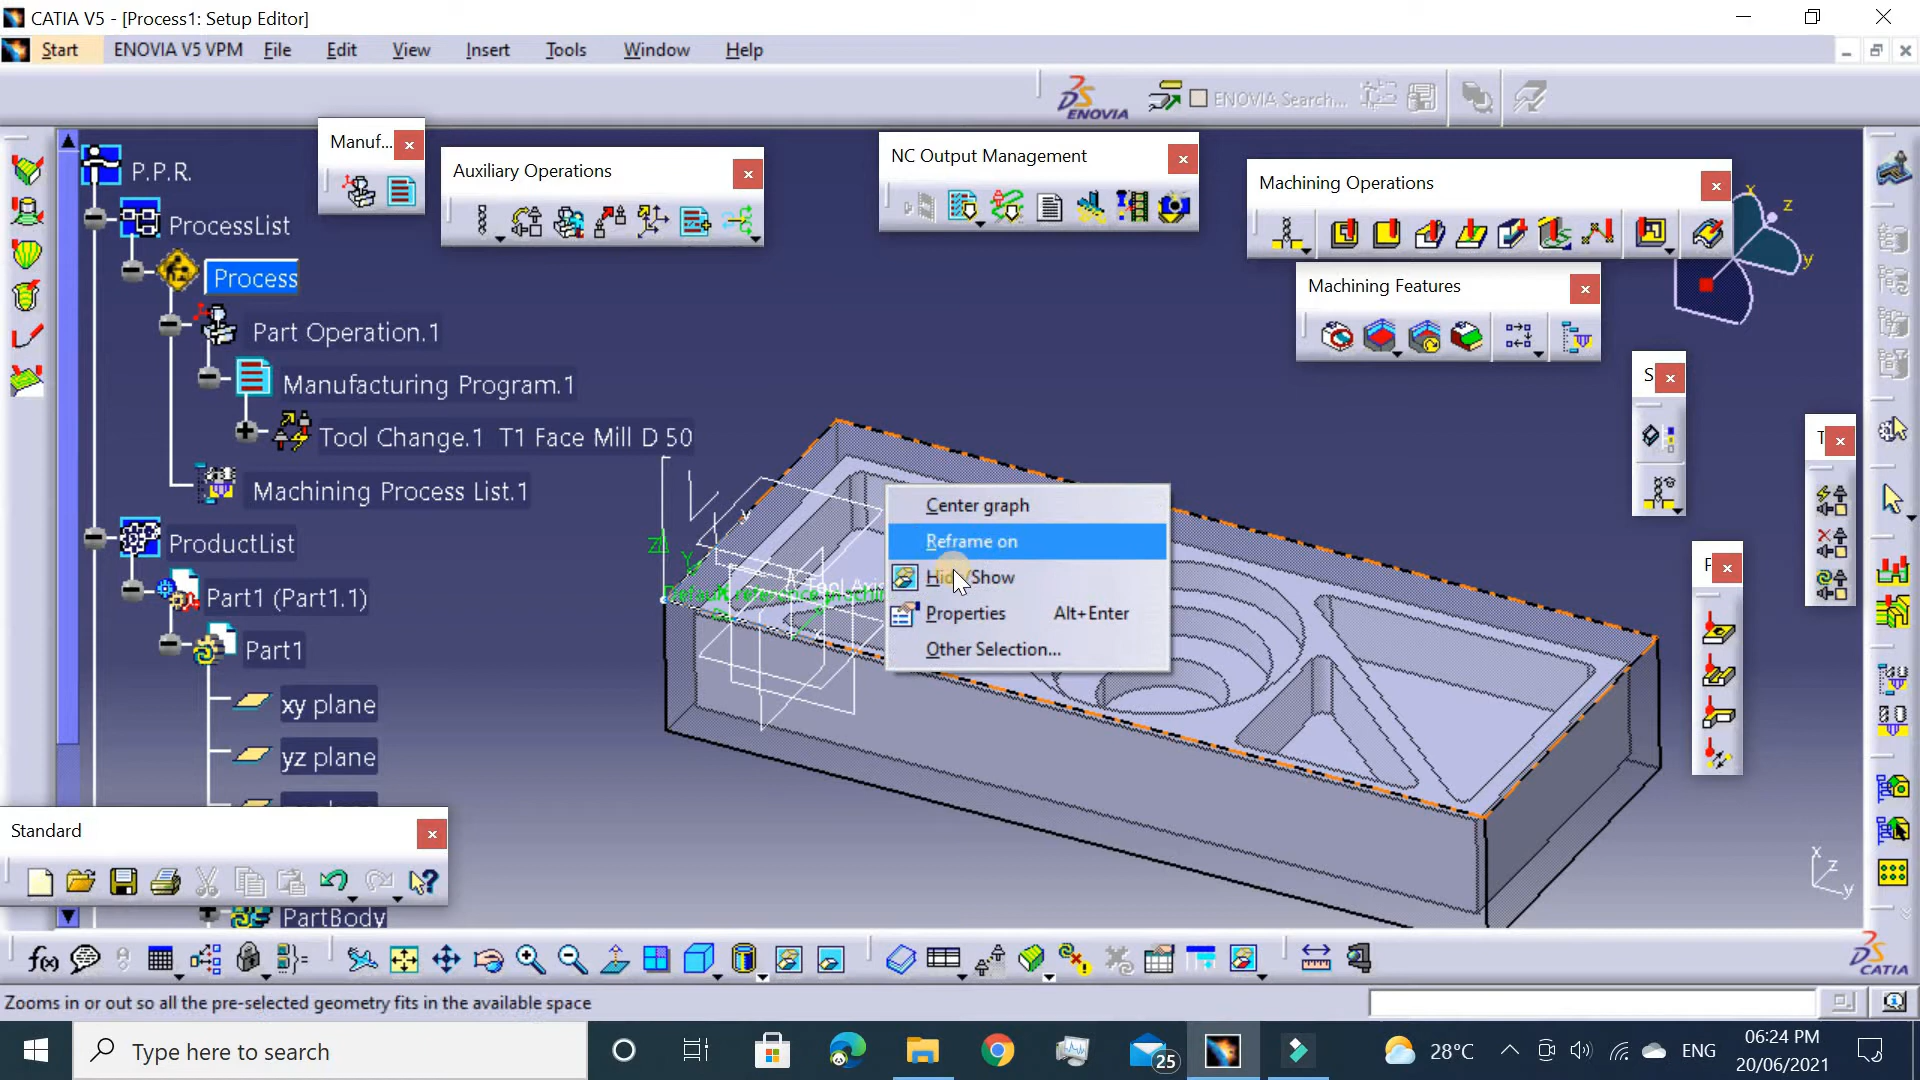 CATIA V5 - [Process1: Setup Editor]
Start ENOVIA V5 VPM File Edit View Insert Tools Window Help
ENOVIA
ENOVIA Search...
Manuf...
Auxiliary Operations
NC Output Management
Machining Operations
Machining Features
P.P.R.
ProcessList
Process
Part Operation.1
Manufacturing Program.1
Tool Change.1 T1 Face Mill D 50
Machining Process List.1
ProductList
Part1 (Part1.1)
Part1
xy plane
yz plane
PartBody
Center graph
Reframe on
Hide/Show
Properties Alt+Enter
Other Selection...
S
T
F
x
z
y
Z
Y
x
z
y
Standard
f(x)
CATIA
Zooms in or out so all the pre-selected geometry fits in the available space
Type here to search
25
28°C
ENG
06:24 PM
20/06/2021